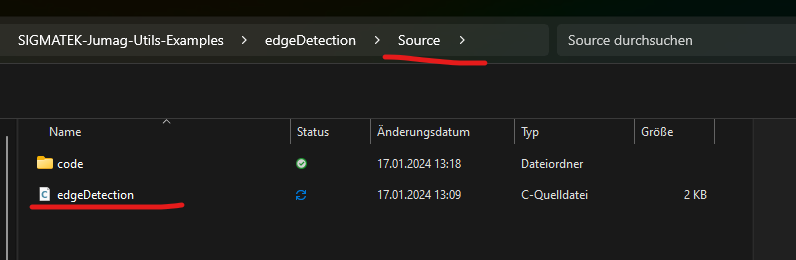 SIGMATEK-Jumag-Utils-Examples > edgeDetection > Source >
Source durchsuchen
Name Status Änderungsdatum Typ Größe
code 17.01.2024 13:18 Dateiordner
edgeDetection 17.01.2024 13:09 C-Quelldatei 2 KB